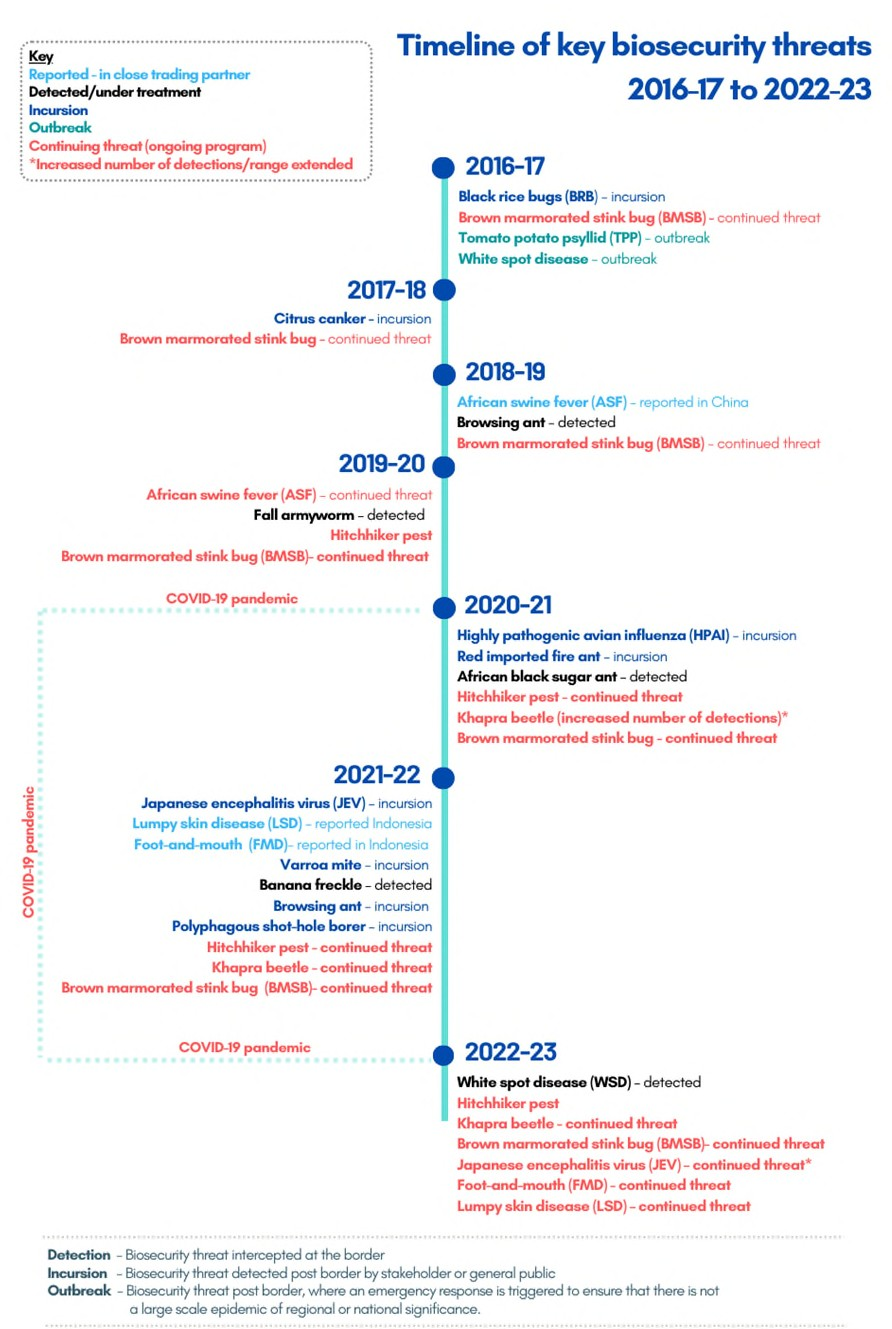 Timeline of key biosecurity threats
2016-17 to 2022-23
Key
Reported - in close trading partner
Detected/under treatment
Incursion
Outbreak
Continuing threat (ongoing program)
*Increased number of detections/range extended
2016-17
Black rice bugs (BRB) – incursion
Brown marmorated stink bug (BMSB) - continued threat
Tomato potato psyllid (TPP) – outbreak
White spot disease – outbreak
2017-18
Citrus canker – incursion
Brown marmorated stink bug - continued threat
2018-19
African swine fever (ASF) – reported in China
Browsing ant – detected
Brown marmorated stink bug (BMSB) – continued threat
2019-20
African swine fever (ASF) – continued threat
Fall armyworm – detected
Hitchhiker pest
Brown marmorated stink bug (BMSB)- continued threat
COVID-19 pandemic
2020-21
Highly pathogenic avian influenza (HPAI) – incursion
Red imported fire ant – incursion
African black sugar ant – detected
Hitchhiker pest - continued threat
Khapra beetle (increased number of detections)*
Brown marmorated stink bug - continued threat
COVID-19 pandemic
2021-22
Japanese encephalitis virus (JEV) – incursion
Lumpy skin disease (LSD) – reported Indonesia
Foot-and-mouth (FMD)- reported in Indonesia
Varroa mite – incursion
Banana freckle – detected
Browsing ant – incursion
Polyphagous shot-hole borer – incursion
Hitchhiker pest - continued threat
Khapra beetle - continued threat
Brown marmorated stink bug (BMSB)- continued threat
COVID-19 pandemic
2022-23
White spot disease (WSD) – detected
Hitchhiker pest
Khapra beetle - continued threat
Brown marmorated stink bug (BMSB)- continued threat
Japanese encephalitis virus (JEV) – continued threat*
Foot-and-mouth (FMD) - continued threat
Lumpy skin disease (LSD) - continued threat
Detection – Biosecurity threat intercepted at the border
Incursion – Biosecurity threat detected post border by stakeholder or general public
Outbreak – Biosecurity threat post border, where an emergency response is triggered to ensure that there is not
a large scale epidemic of regional or national significance.